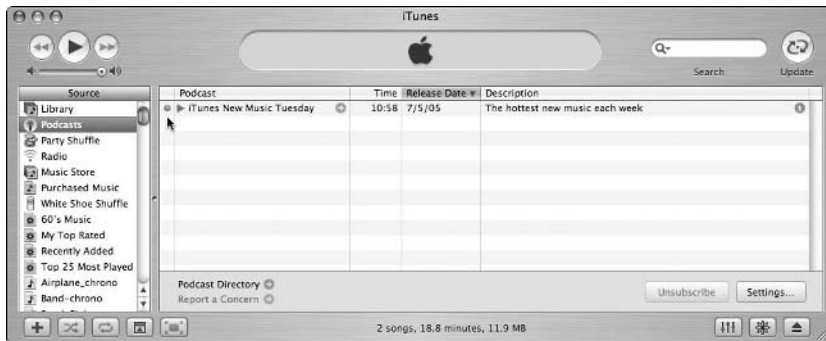 iTunes
Search
Update
Source
Library
Podcasts
Party Shuffle
Radio
Music Store
Purchased Music
White Shoe Shuffle
60's Music
My Top Rated
Recently Added
Top 25 Most Played
Airplane_chrono
Band-chrono
Podcast Time Release Date Description
iTunes New Music Tuesday 10:58 7/5/05 The hottest new music each week
Podcast Directory
Report a Concern
Unsubscribe Settings...
2 songs, 18.8 minutes, 11.9 MB